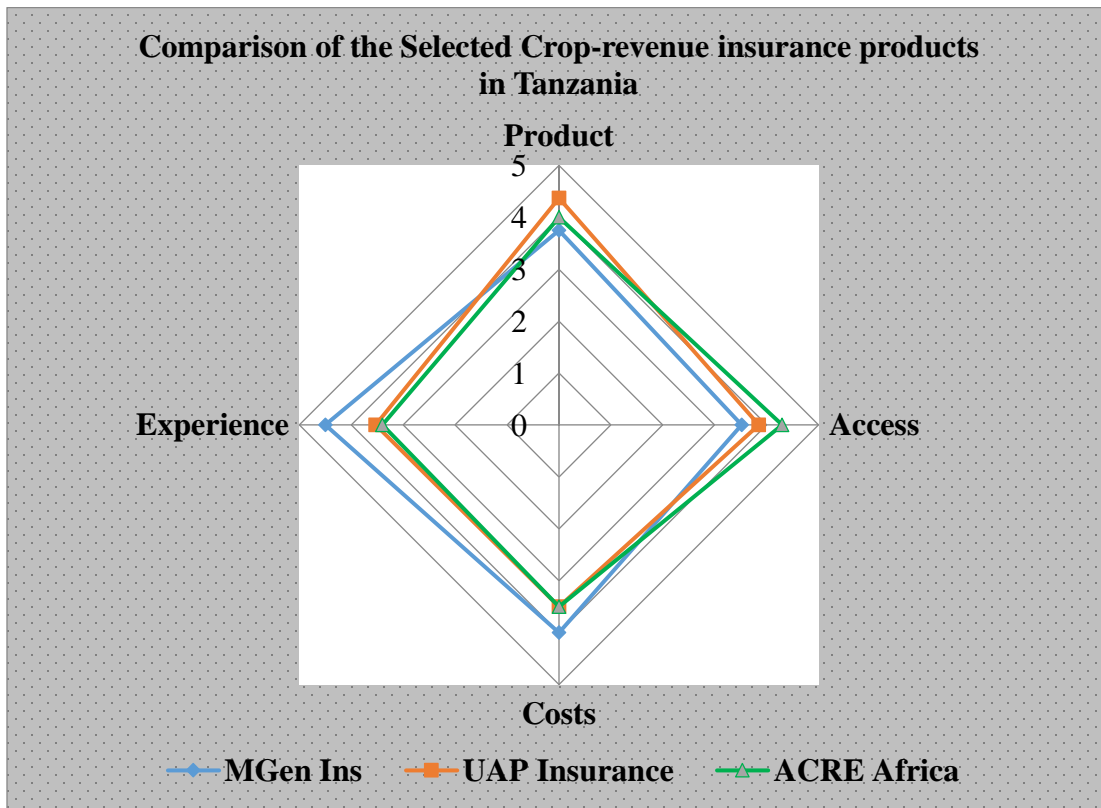 Comparison of the Selected Crop-revenue insurance products
in Tanzania
Product
5
4
3
2
1
0
Experience
Access
Costs
MGen Ins
UAP Insurance
ACRE Africa